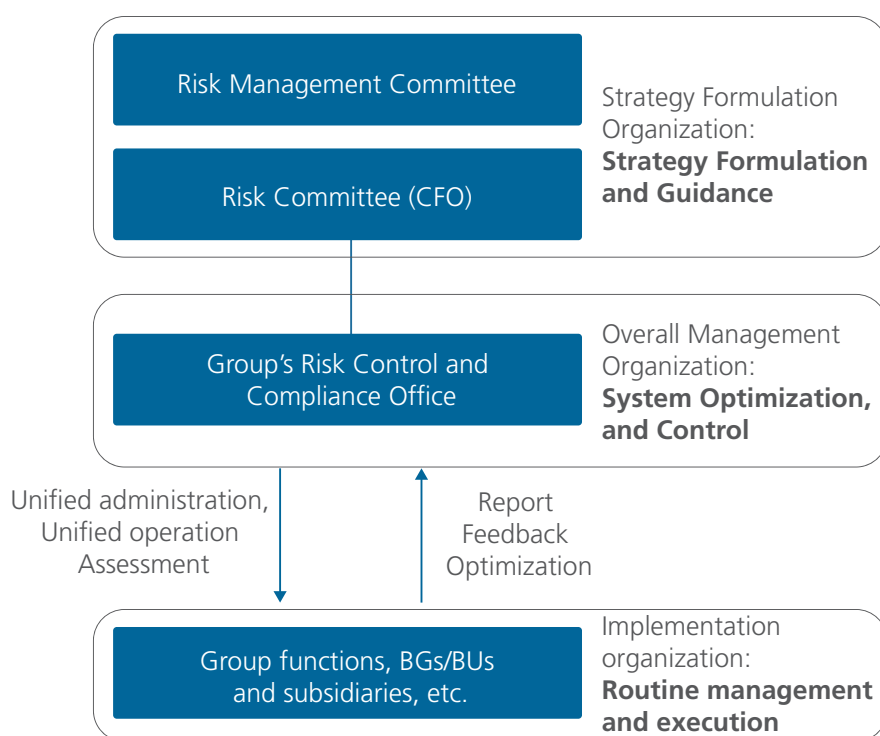 Risk Management Committee
Risk Committee (CFO)
Strategy Formulation
Organization:
Strategy Formulation
and Guidance
Group’s Risk Control and
Compliance Office
Overall Management
Organization:
System Optimization,
and Control
Unified administration,
Unified operation
Assessment
Report
Feedback
Optimization
Group functions, BGs/BUs
and subsidiaries, etc.
Implementation
organization:
Routine management
and execution